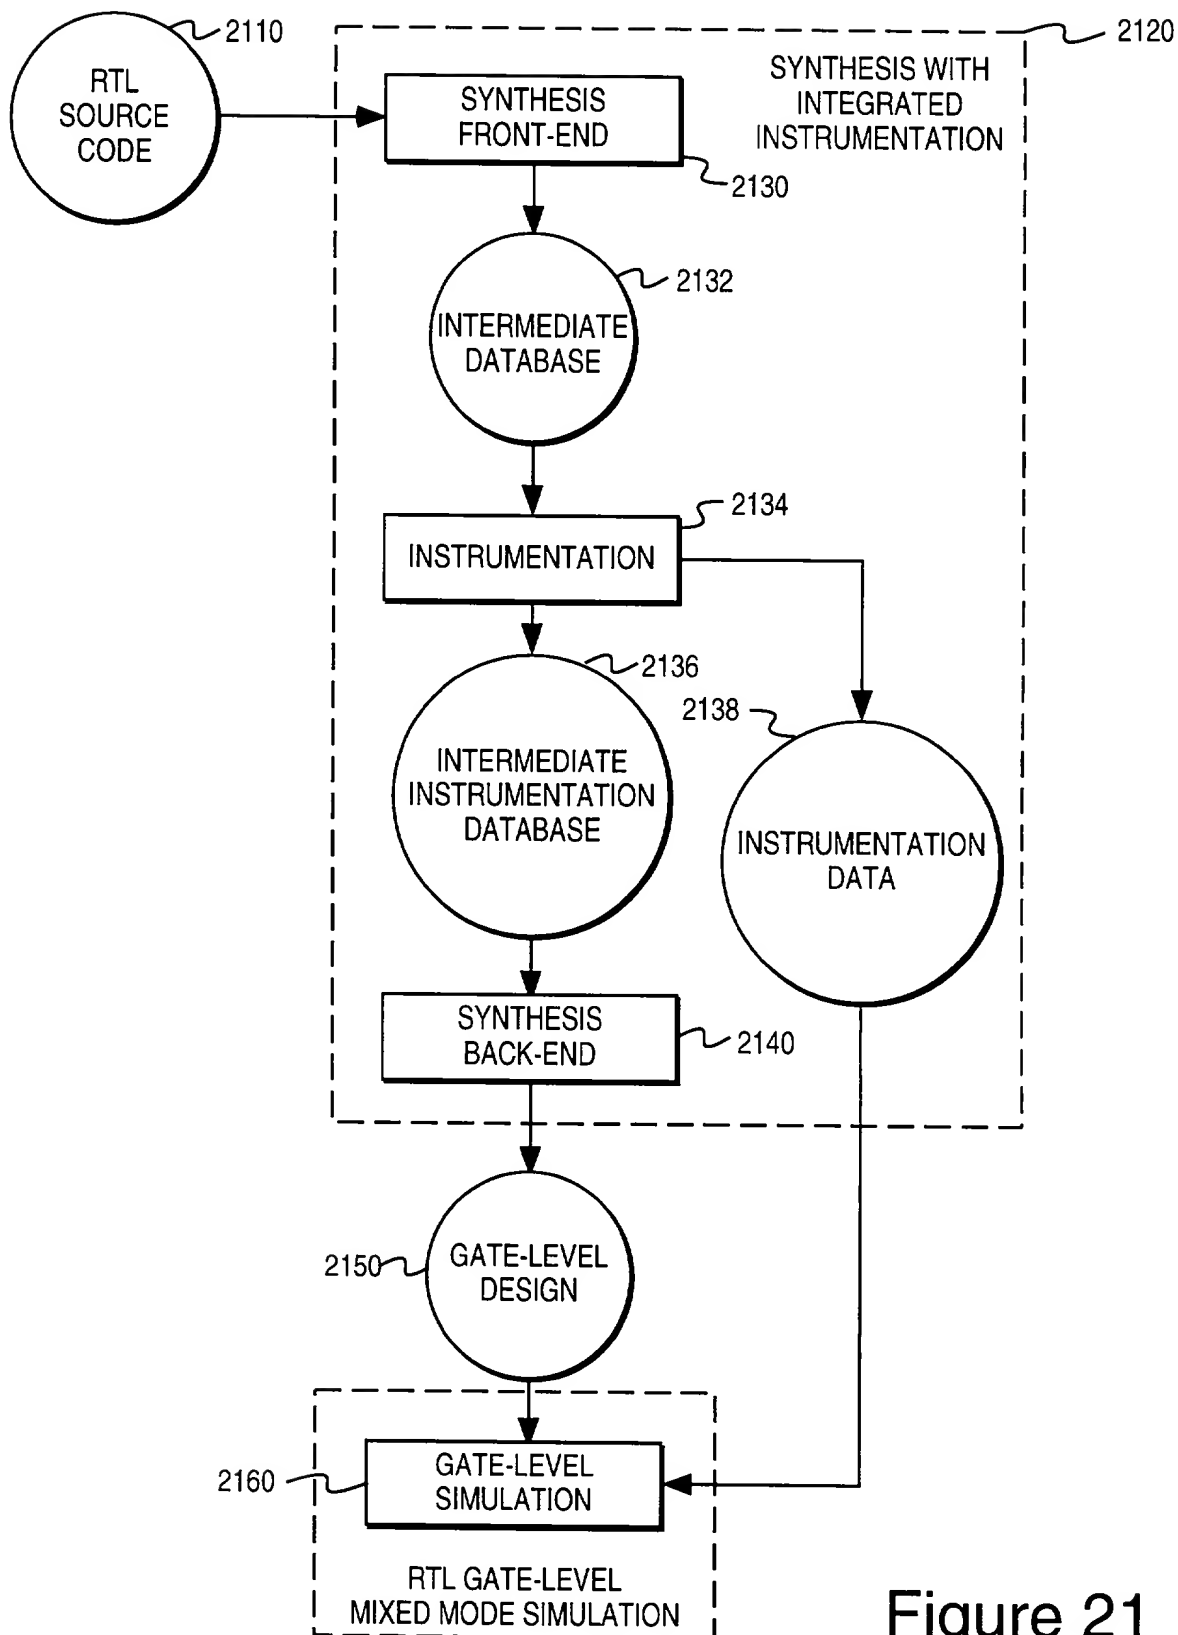 2110
2120
RTL
SOURCE
CODE
SYNTHESIS WITH
INTEGRATED
INSTRUMENTATION
SYNTHESIS
FRONT-END
2130
2132
INTERMEDIATE
DATABASE
2134
INSTRUMENTATION
2136
2138
INTERMEDIATE
INSTRUMENTATION
DATABASE
INSTRUMENTATION
DATA
SYNTHESIS
BACK-END
2140
2150
GATE-LEVEL
DESIGN
2160
GATE-LEVEL
SIMULATION
RTL GATE-LEVEL
MIXED MODE SIMULATION
Figure 21